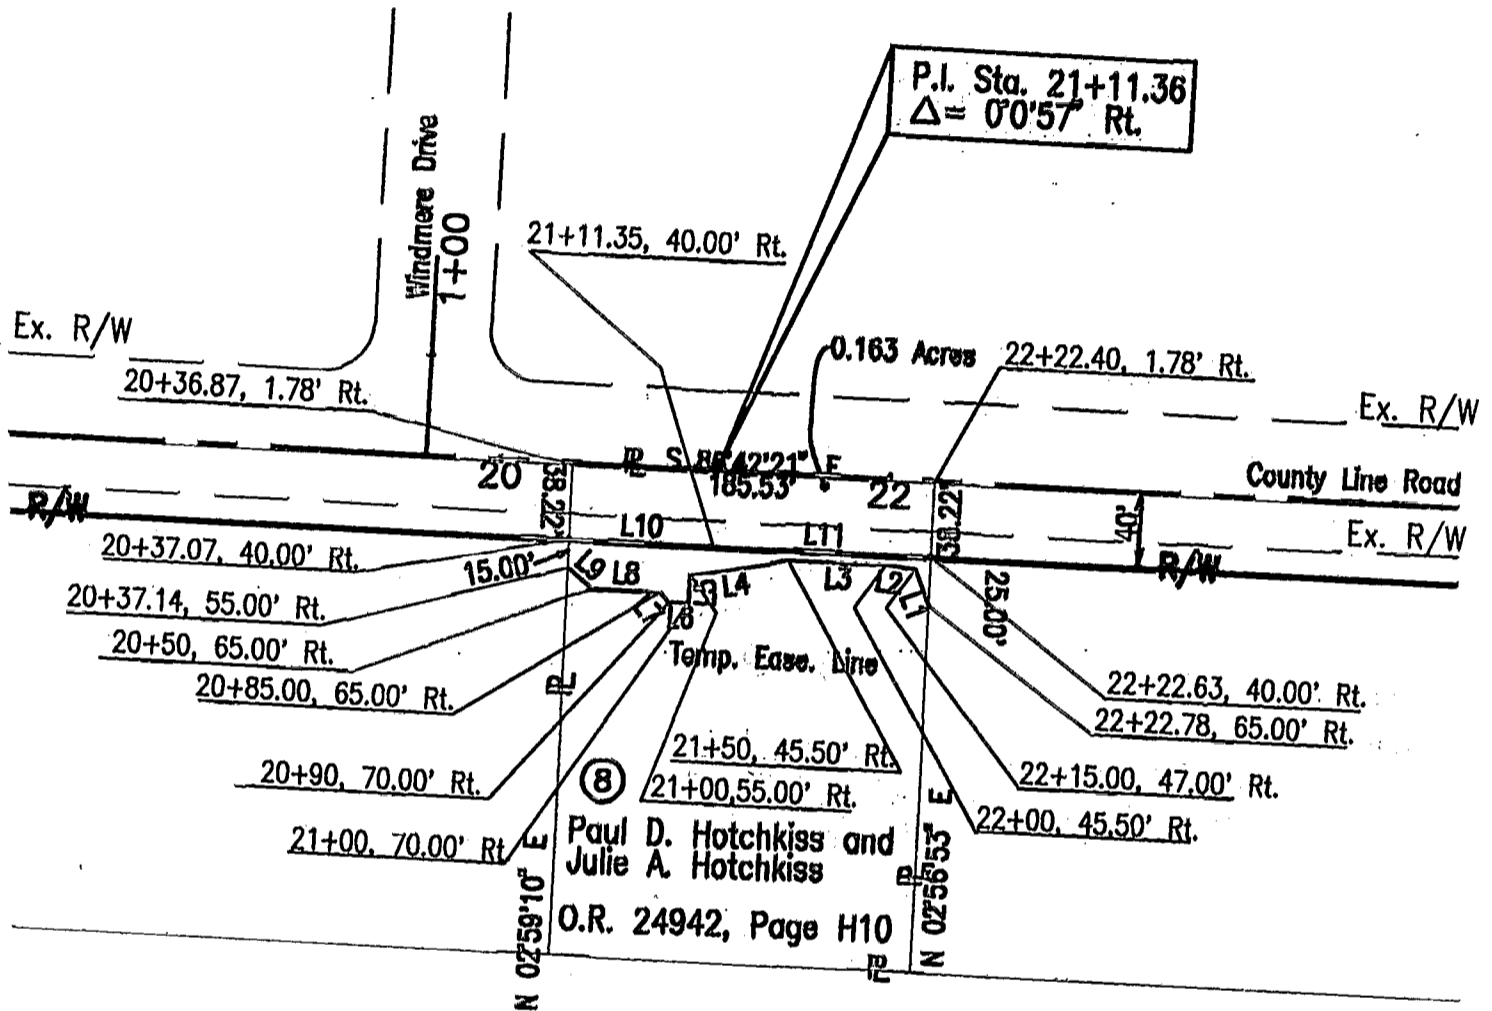 P.I. Sta. 21+11.36
Δ= 0°0'57" Rt.
Windmere Drive
1+00
21+11.35, 40.00' Rt.
Ex. R/W
20+36.87, 1.78' Rt.
0.163 Acres
22+22.40, 1.78' Rt.
Ex. R/W
20
PL
S 42'21" E
185.53'
22
County Line Road
R/W
38.22'
L10
L11
38.22'
40'
Ex. R/W
R/W
20+37.07, 40.00' Rt.
15.00'
L9
L8
L7
L6
L5
L4
L3
L2
L1
25.00'
20+37.14, 55.00' Rt.
20+50, 65.00' Rt.
Temp. Ease. Line
20+85.00, 65.00' Rt.
PL
22+22.63, 40.00' Rt.
22+22.78, 65.00' Rt.
20+90, 70.00' Rt.
21+50, 45.50' Rt.
21+00,55.00' Rt.
22+15.00, 47.00' Rt.
22+00, 45.50' Rt.
21+00, 70.00' Rt
8
Paul D. Hotchkiss and
Julie A. Hotchkiss
O.R. 24942, Page H10
N 02°59'10" E
PL
N 02°56'53" E
PL